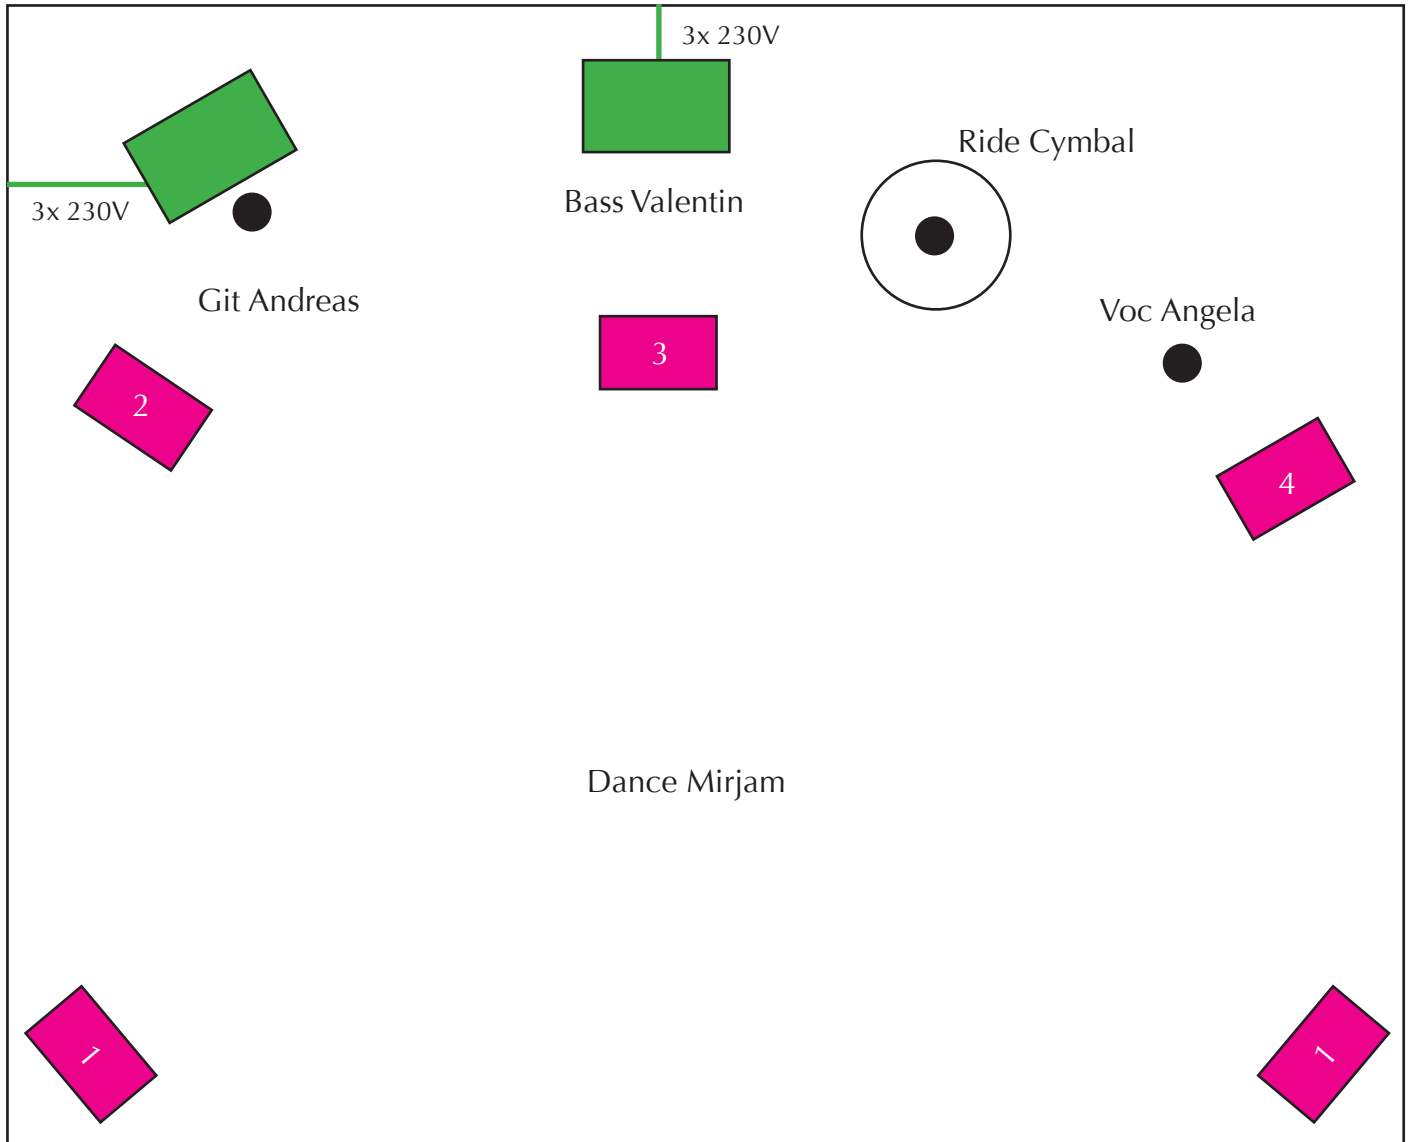 3x 230V
Ride Cymbal
Bass Valentin
3x 230V
Git Andreas
Voc Angela
3
2
4
Dance Mirjam
1
1